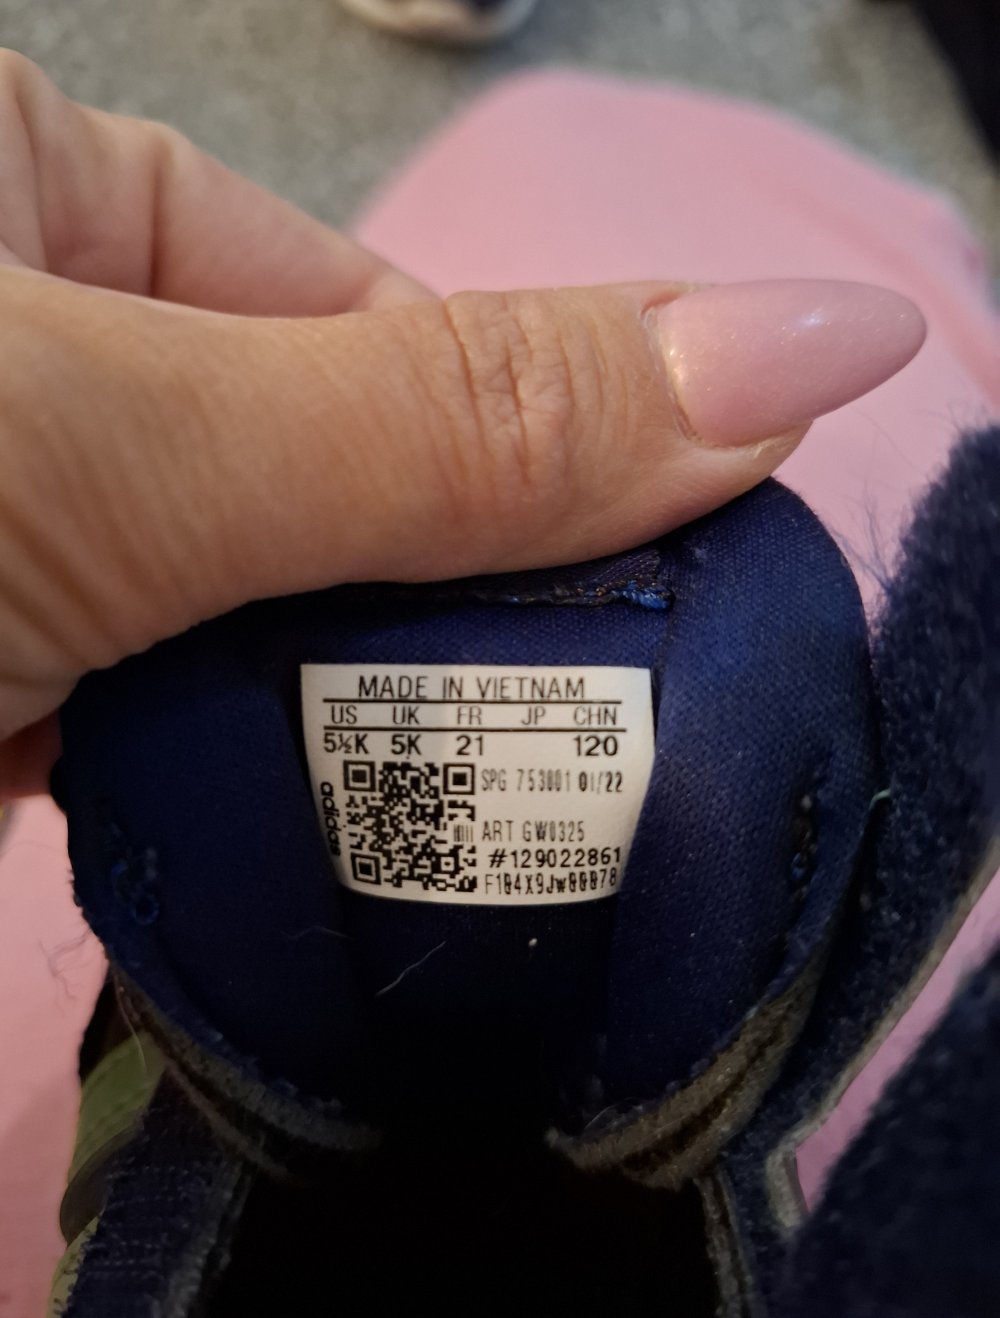 MADE IN VIETNAM
US UK FR JP CHN
5½K 5K 21 120
SPG 753001 01/22
adidas
ART GW0325
#129022861